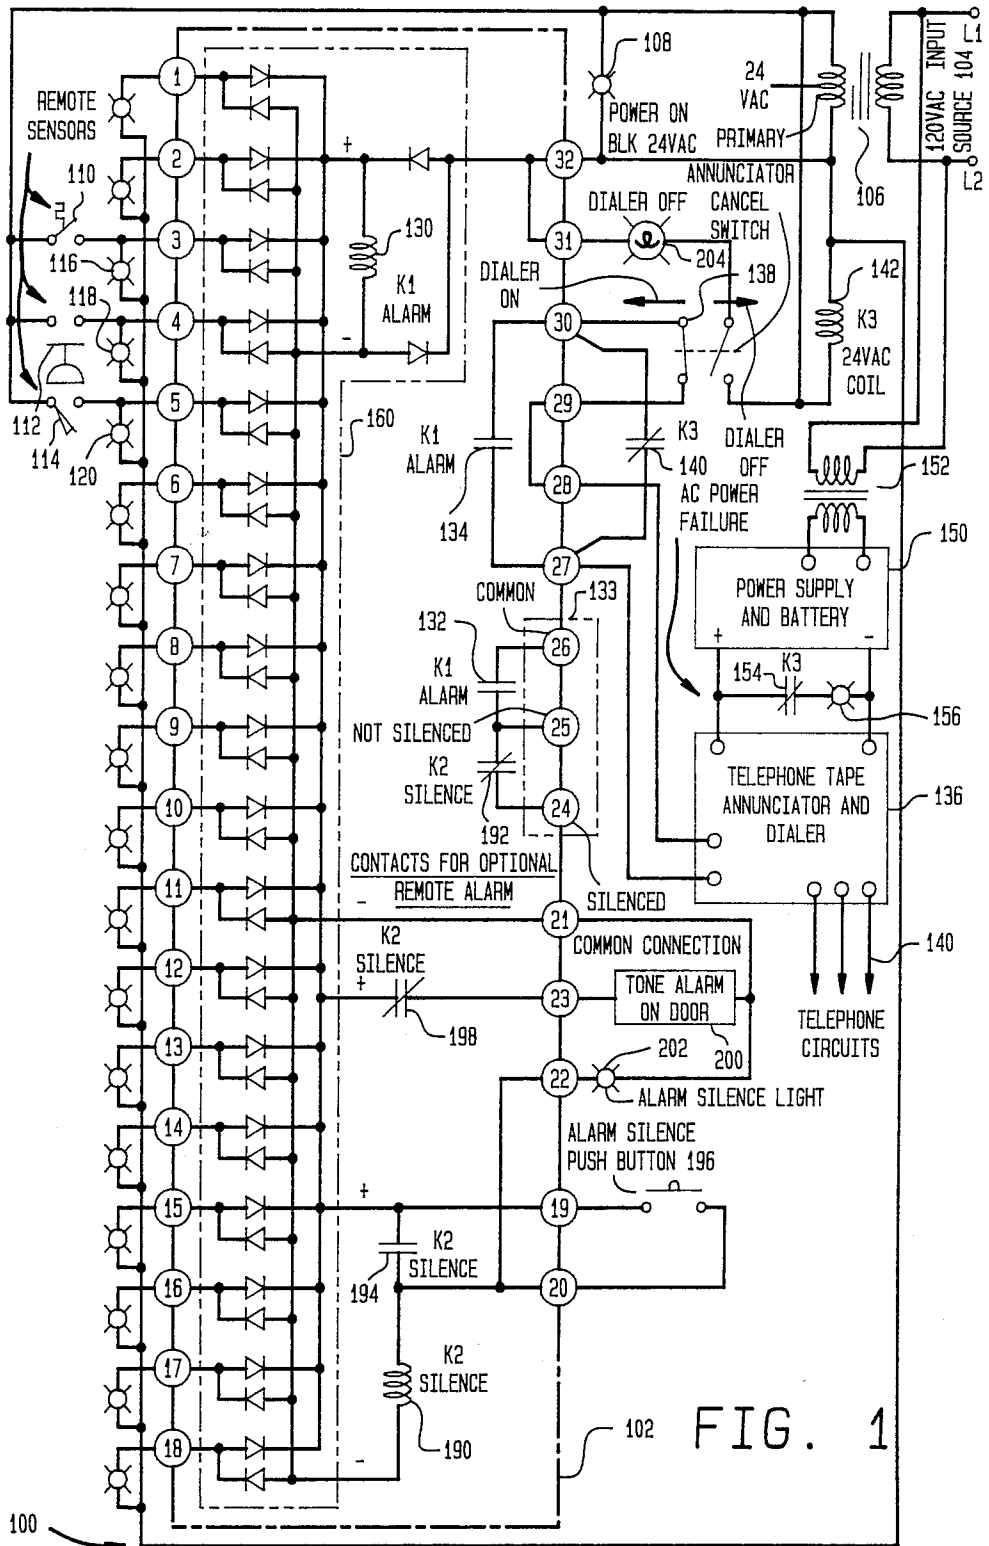 L1
120VAC INPUT
SOURCE 104
L2
108
24
VAC
POWER ON
BLK 24VAC
PRIMARY
106
REMOTE
SENSORS
110
116
118
112
114
120
1
2
3
4
5
6
7
8
9
10
11
12
13
14
15
16
17
18
+
130
K1
ALARM
-
160
32
31
30
29
28
27
26
25
24
21
23
22
19
20
ANNUNCIATOR
CANCEL
SWITCH
DIALER OFF
204
DIALER
ON
138
142
K3
24VAC
COIL
K1
ALARM
134
K3
140
DIALER
OFF
AC POWER
FAILURE
152
150
POWER SUPPLY
AND BATTERY
+
-
154
K3
156
COMMON
133
132
K1
ALARM
NOT SILENCED
K2
SILENCE
192
CONTACTS FOR OPTIONAL
REMOTE ALARM
SILENCED
TELEPHONE TAPE
ANNUNCIATOR AND
DIALER
136
140
TELEPHONE
CIRCUITS
-
COMMON CONNECTION
K2
SILENCE
+
198
TONE ALARM
ON DOOR
200
202
ALARM SILENCE LIGHT
ALARM SILENCE
PUSH BUTTON 196
+
K2
SILENCE
194
K2
SILENCE
190
-
102
FIG. 1
100